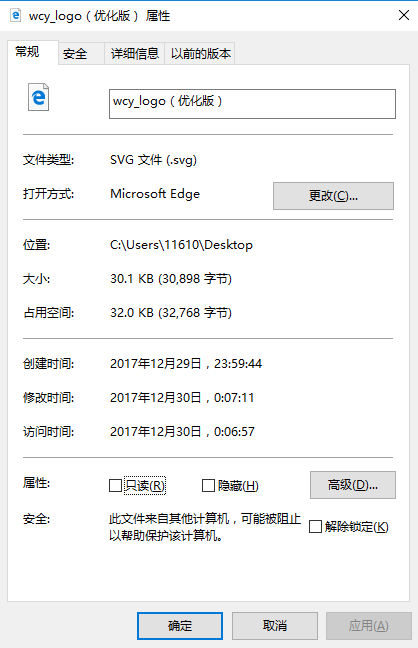 wcy_logo（优化版） 属性
常规 安全 详细信息 以前的版本
wcy_logo（优化版）
文件类型: SVG 文件 (.svg)
打开方式: Microsoft Edge 更改(C)...
位置: C:\Users\11610\Desktop
大小: 30.1 KB (30,898 字节)
占用空间: 32.0 KB (32,768 字节)
创建时间: 2017年12月29日，23:59:44
修改时间: 2017年12月30日，0:07:11
访问时间: 2017年12月30日，0:06:57
属性: 只读(R) 隐藏(H) 高级(D)...
安全: 此文件来自其他计算机，可能被阻止
以帮助保护该计算机。 解除锁定(K)
确定 取消 应用(A)